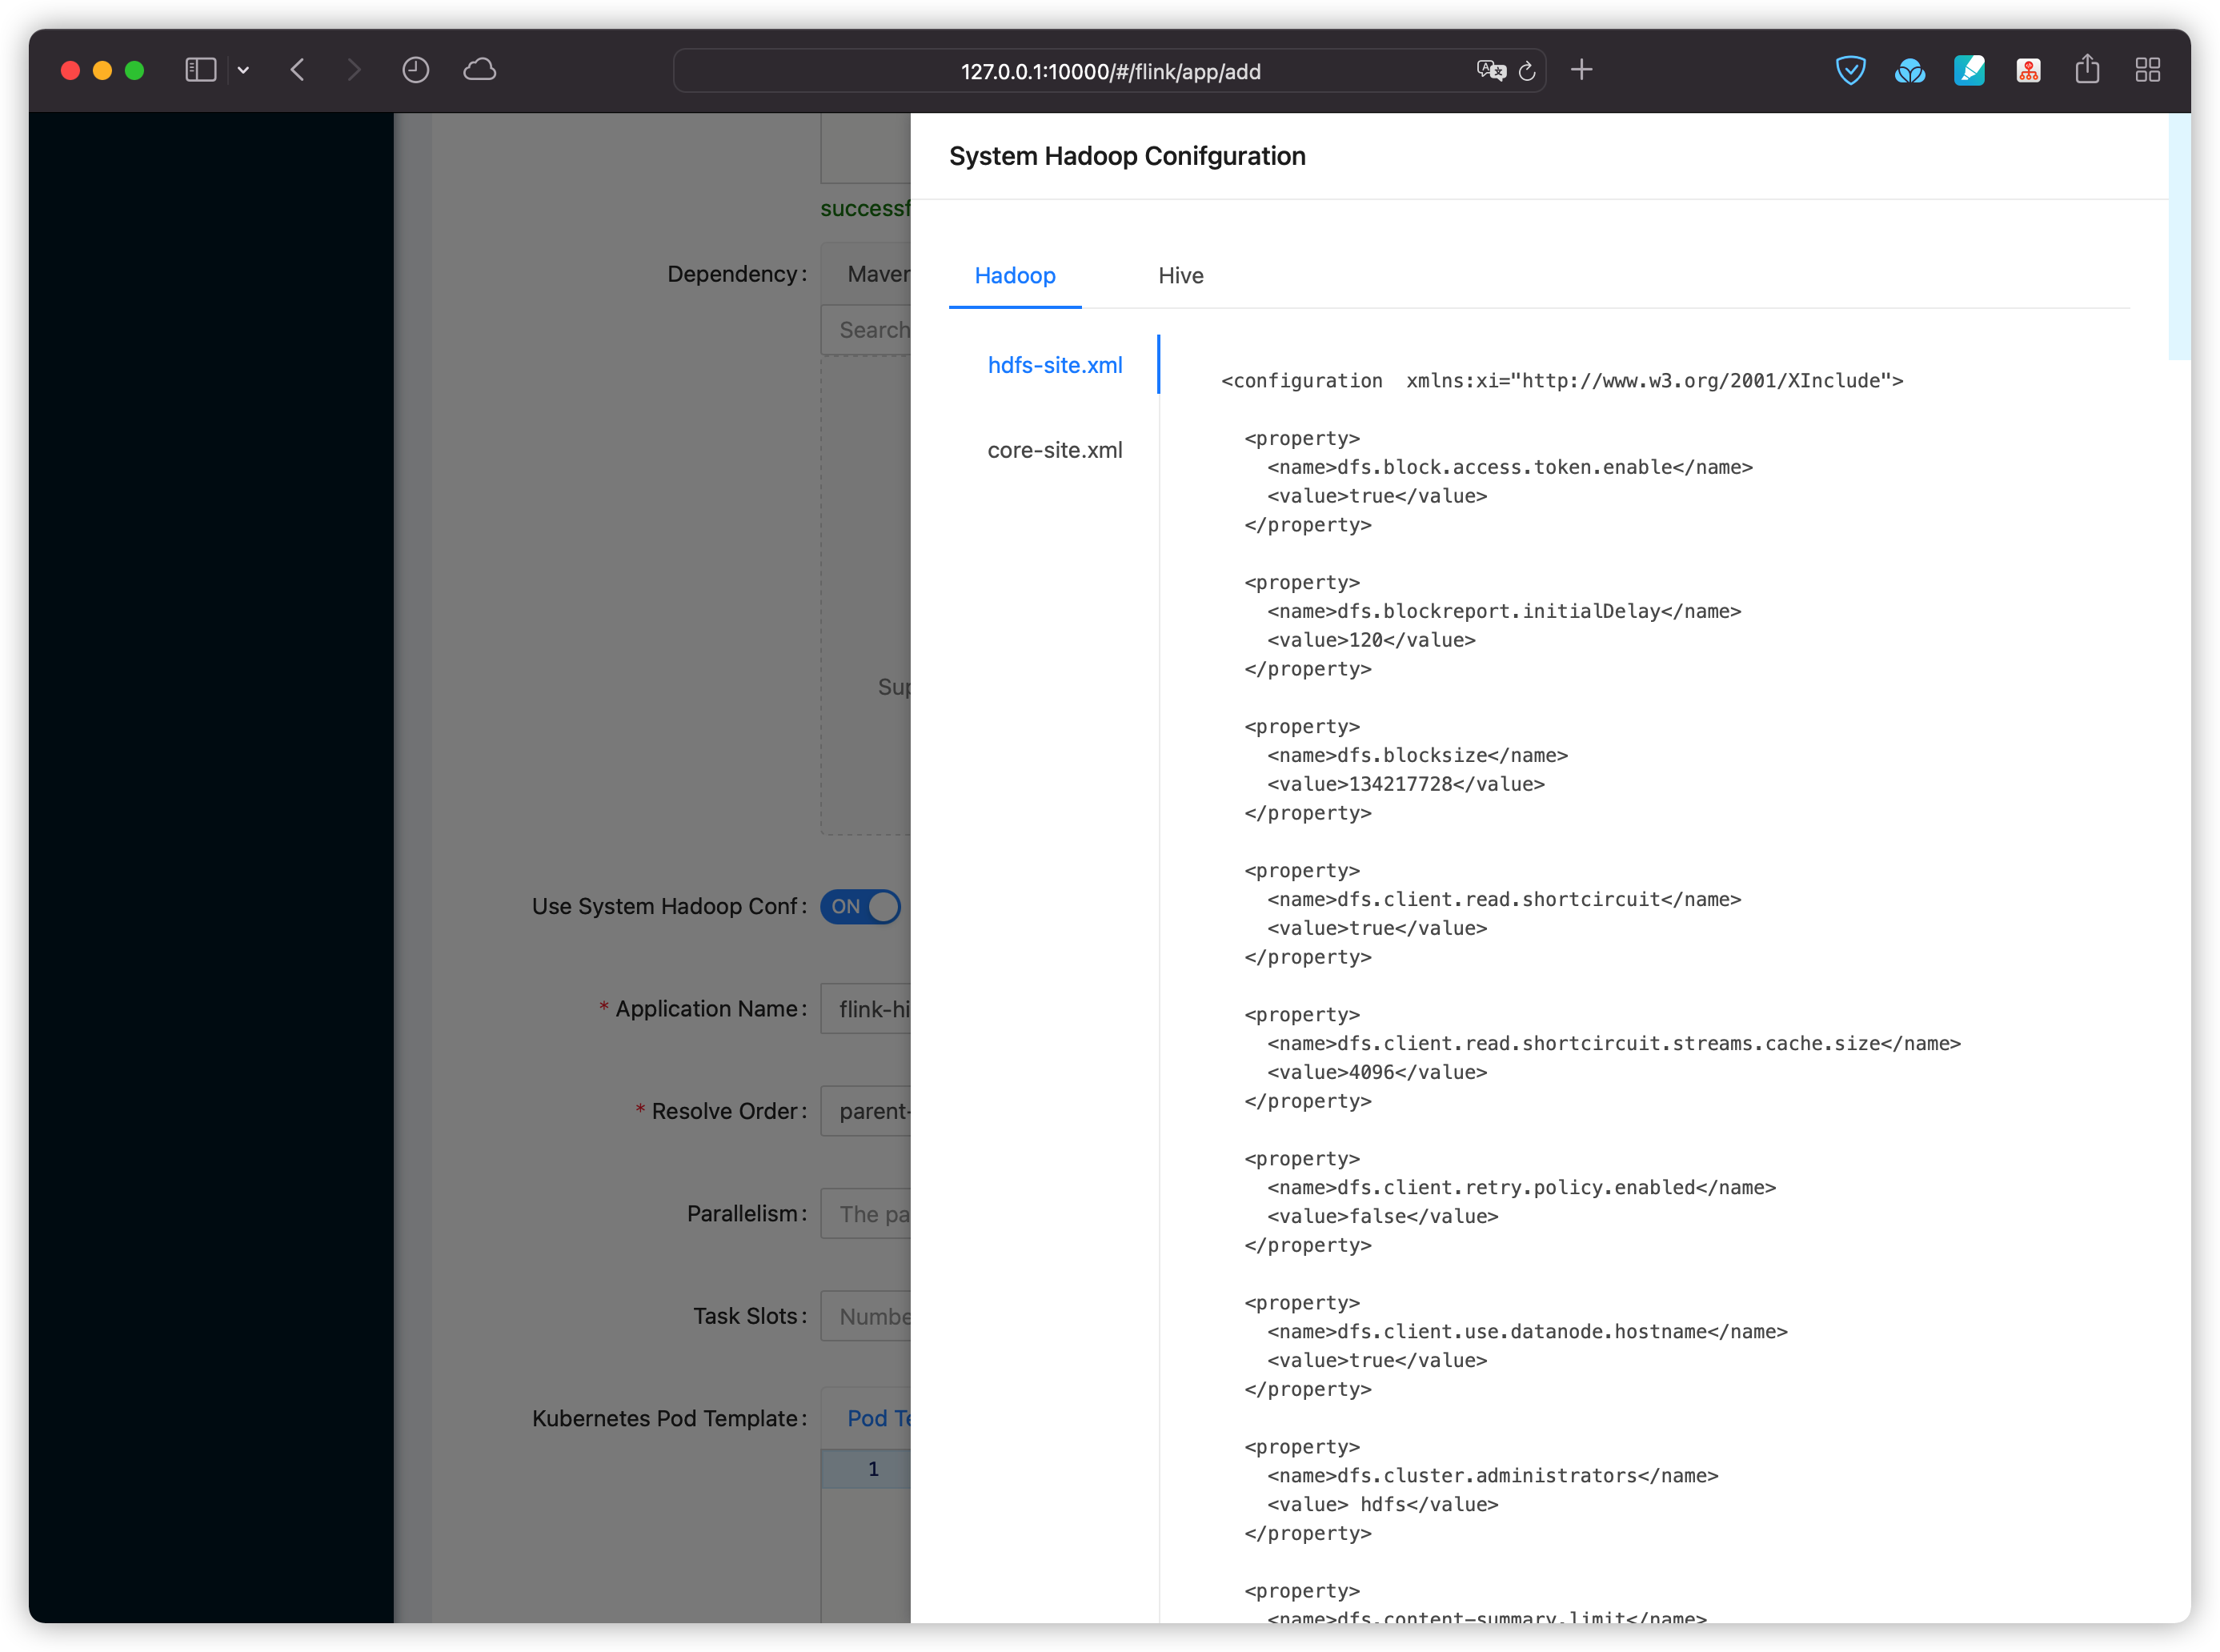 127.0.0.1:10000/#/flink/app/add
successf
Dependency:
Maven
Search
Sup
Use System Hadoop Conf:
ON
* Application Name:
flink-hi
* Resolve Order:
parent-
Parallelism:
The pa
Task Slots:
Numbe
Kubernetes Pod Template:
Pod Te
1
System Hadoop Conifguration
Hadoop
Hive
hdfs-site.xml
core-site.xml
<configuration  xmlns:xi="http://www.w3.org/2001/XInclude">
<property>
<name>dfs.block.access.token.enable</name>
<value>true</value>
</property>
<property>
<name>dfs.blockreport.initialDelay</name>
<value>120</value>
</property>
<property>
<name>dfs.blocksize</name>
<value>134217728</value>
</property>
<property>
<name>dfs.client.read.shortcircuit</name>
<value>true</value>
</property>
<property>
<name>dfs.client.read.shortcircuit.streams.cache.size</name>
<value>4096</value>
</property>
<property>
<name>dfs.client.retry.policy.enabled</name>
<value>false</value>
</property>
<property>
<name>dfs.client.use.datanode.hostname</name>
<value>true</value>
</property>
<property>
<name>dfs.cluster.administrators</name>
<value> hdfs</value>
</property>
<property>
<name>dfs.content-summary.limit</name>